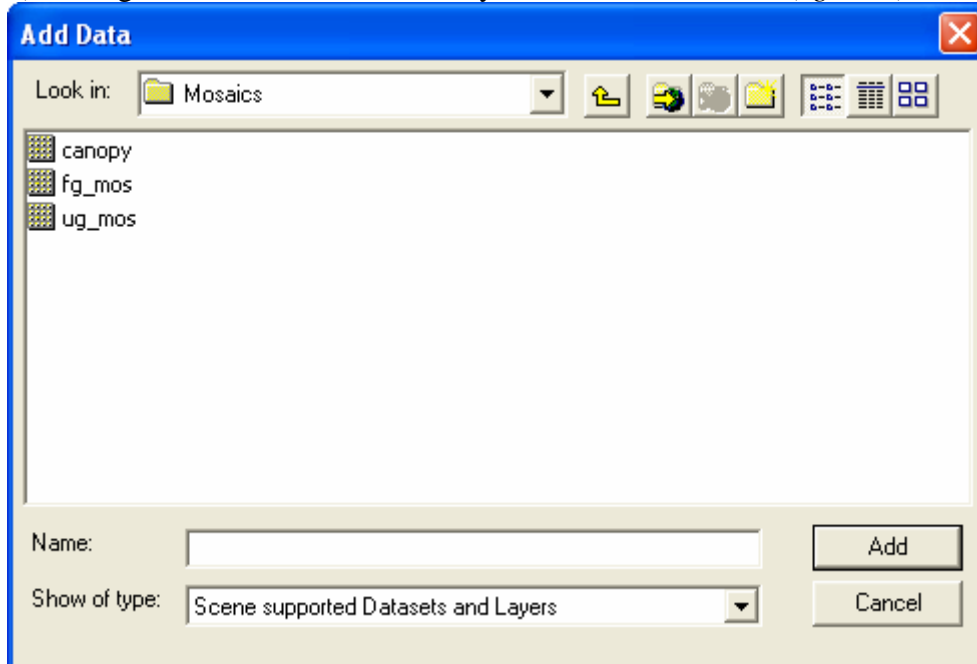 Add Data
Look in: Mosaics
canopy
fg_mos
ug_mos
Name:
Add
Show of type: Scene supported Datasets and Layers
Cancel